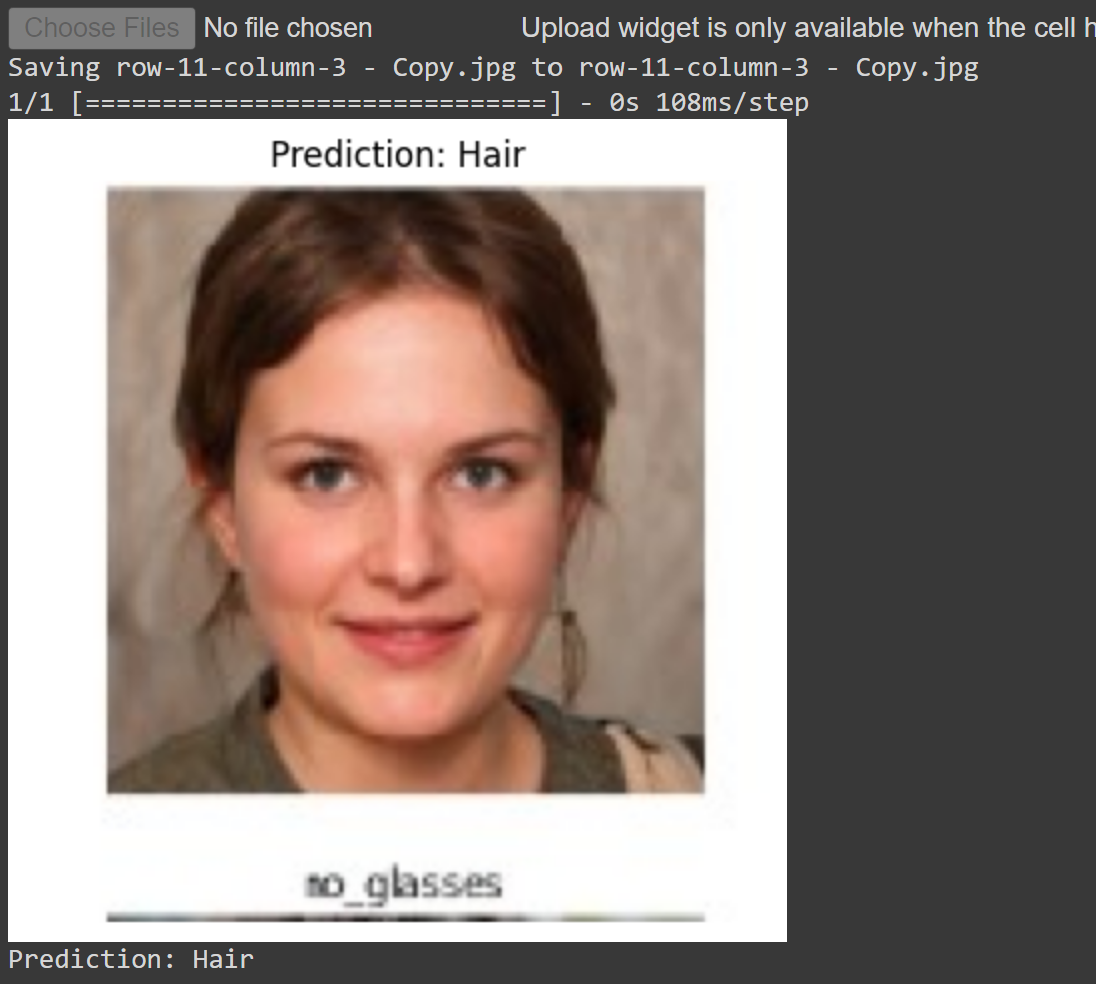 Choose Files No file chosen Upload widget is only available when the cell h
Saving row-11-column-3 - Copy.jpg to row-11-column-3 - Copy.jpg
1/1 [==============================] - 0s 108ms/step
Prediction: Hair
no_glasses
Prediction: Hair